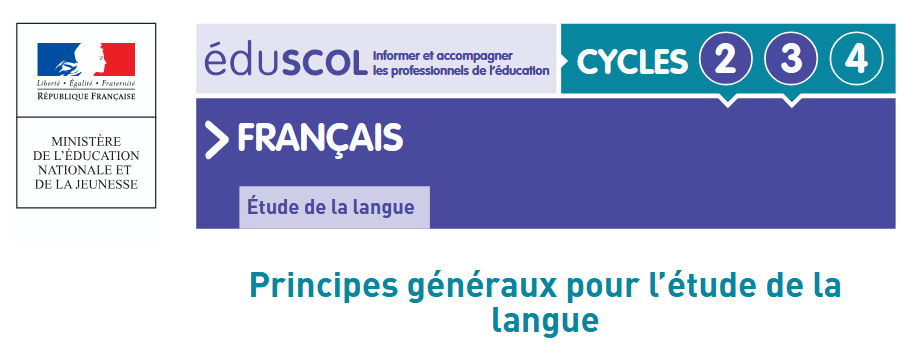 Liberté • Égalité • Fraternité
RÉPUBLIQUE FRANÇAISE
MINISTÈRE
DE L'ÉDUCATION
NATIONALE ET
DE LA JEUNESSE
éduSCOL Informer et accompagner
les professionnels de l'éducation
CYCLES 2 3 4
FRANÇAIS
Étude de la langue
Principes généraux pour l'étude de la
langue